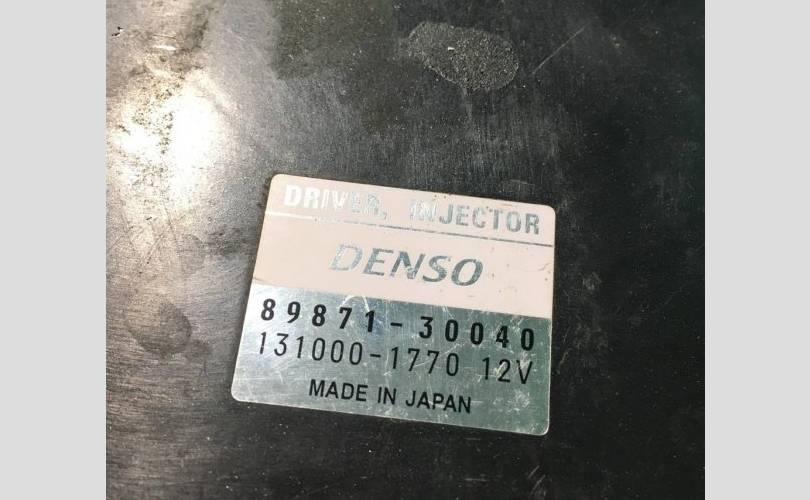 DRIVER, INJECTOR
DENSO
89871-30040
131000-1770 12V
MADE IN JAPAN